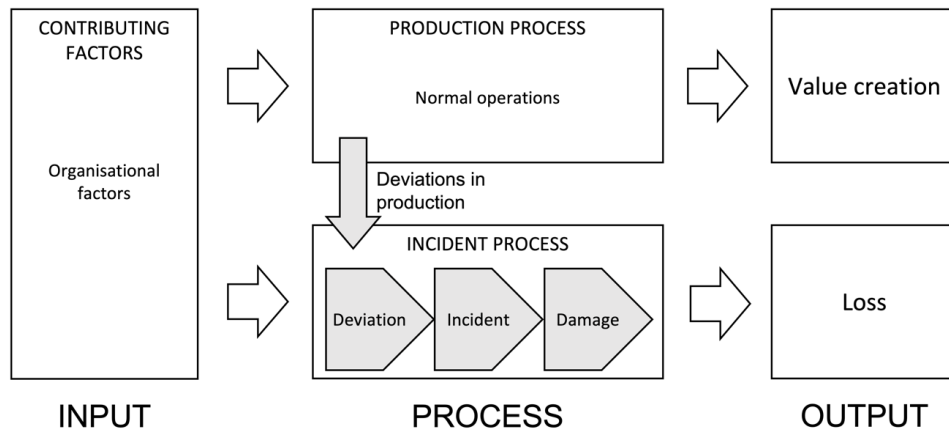 CONTRIBUTING
FACTORS
Organisational
factors
PRODUCTION PROCESS
Normal operations
Value creation
Deviations in
production
INCIDENT PROCESS
Deviation
Incident
Damage
Loss
INPUT
PROCESS
OUTPUT